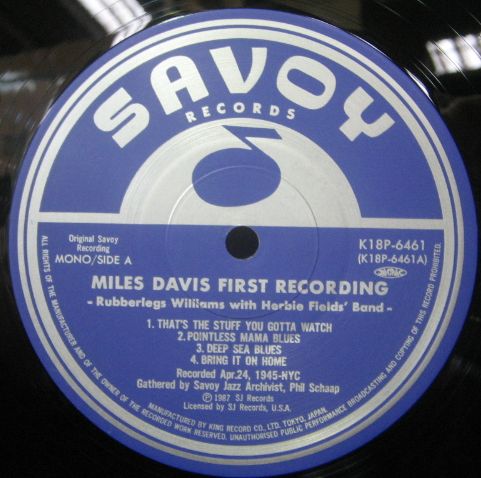 SAVOY
RECORDS
Original Savoy
Recording
MONO/SIDE A
K18P-6461
(K18P-6461A)
MILES DAVIS FIRST RECORDING
- Rubberlegs Williams with Herbie Fields' Band -
1. THAT'S THE STUFF YOU GOTTA WATCH
2. POINTLESS MAMA BLUES
3. DEEP SEA BLUES
4. BRING IT ON HOME
Recorded Apr.24, 1945-NYC
Gathered by Savoy Jazz Archivist, Phil Schaap
Ⓟ1987 SJ Records
Licensed by SJ Records, U.S.A.
MANUFACTURED BY KING RECORD CO., LTD. TOKYO, JAPAN.
ALL RIGHTS OF THE MANUFACTURER AND OF THE OWNER OF THE RECORDED WORK RESERVED. UNAUTHORISED PUBLIC PERFORMANCE BROADCASTING AND COPYING OF THIS RECORD PROHIBITED.